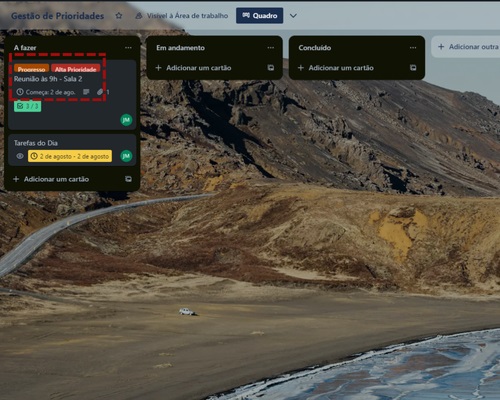 Gestão de Prioridades
Visível à Área de trabalho
Quadro
A fazer
Progresso
Alta Prioridade
Reunião às 9h - Sala 2
Começa: 2 de ago.
1
3 / 3
JM
Tarefas do Dia
2 de agosto - 2 de agosto
JM
+ Adicionar um cartão
Em andamento
+ Adicionar um cartão
Concluído
+ Adicionar um cartão
+ Adicionar outra